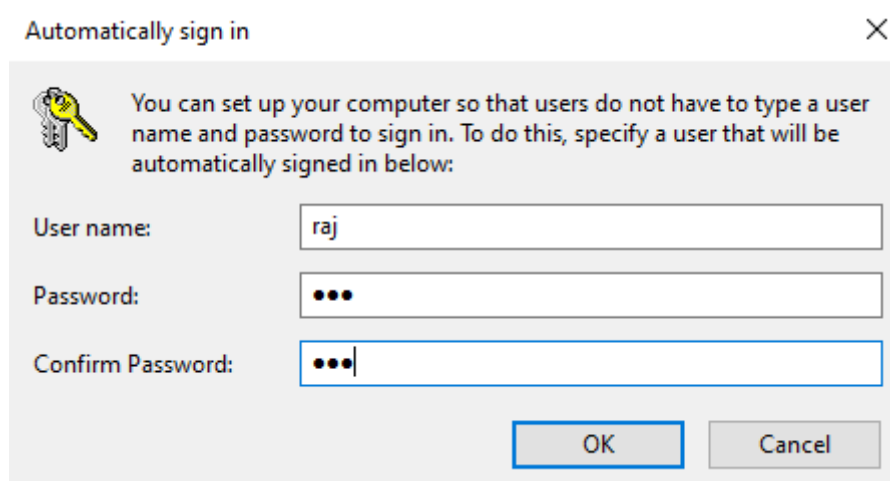 Automatically sign in
You can set up your computer so that users do not have to type a user
name and password to sign in. To do this, specify a user that will be
automatically signed in below:
User name: raj
Password: ●●●
Confirm Password: ●●●
OK Cancel